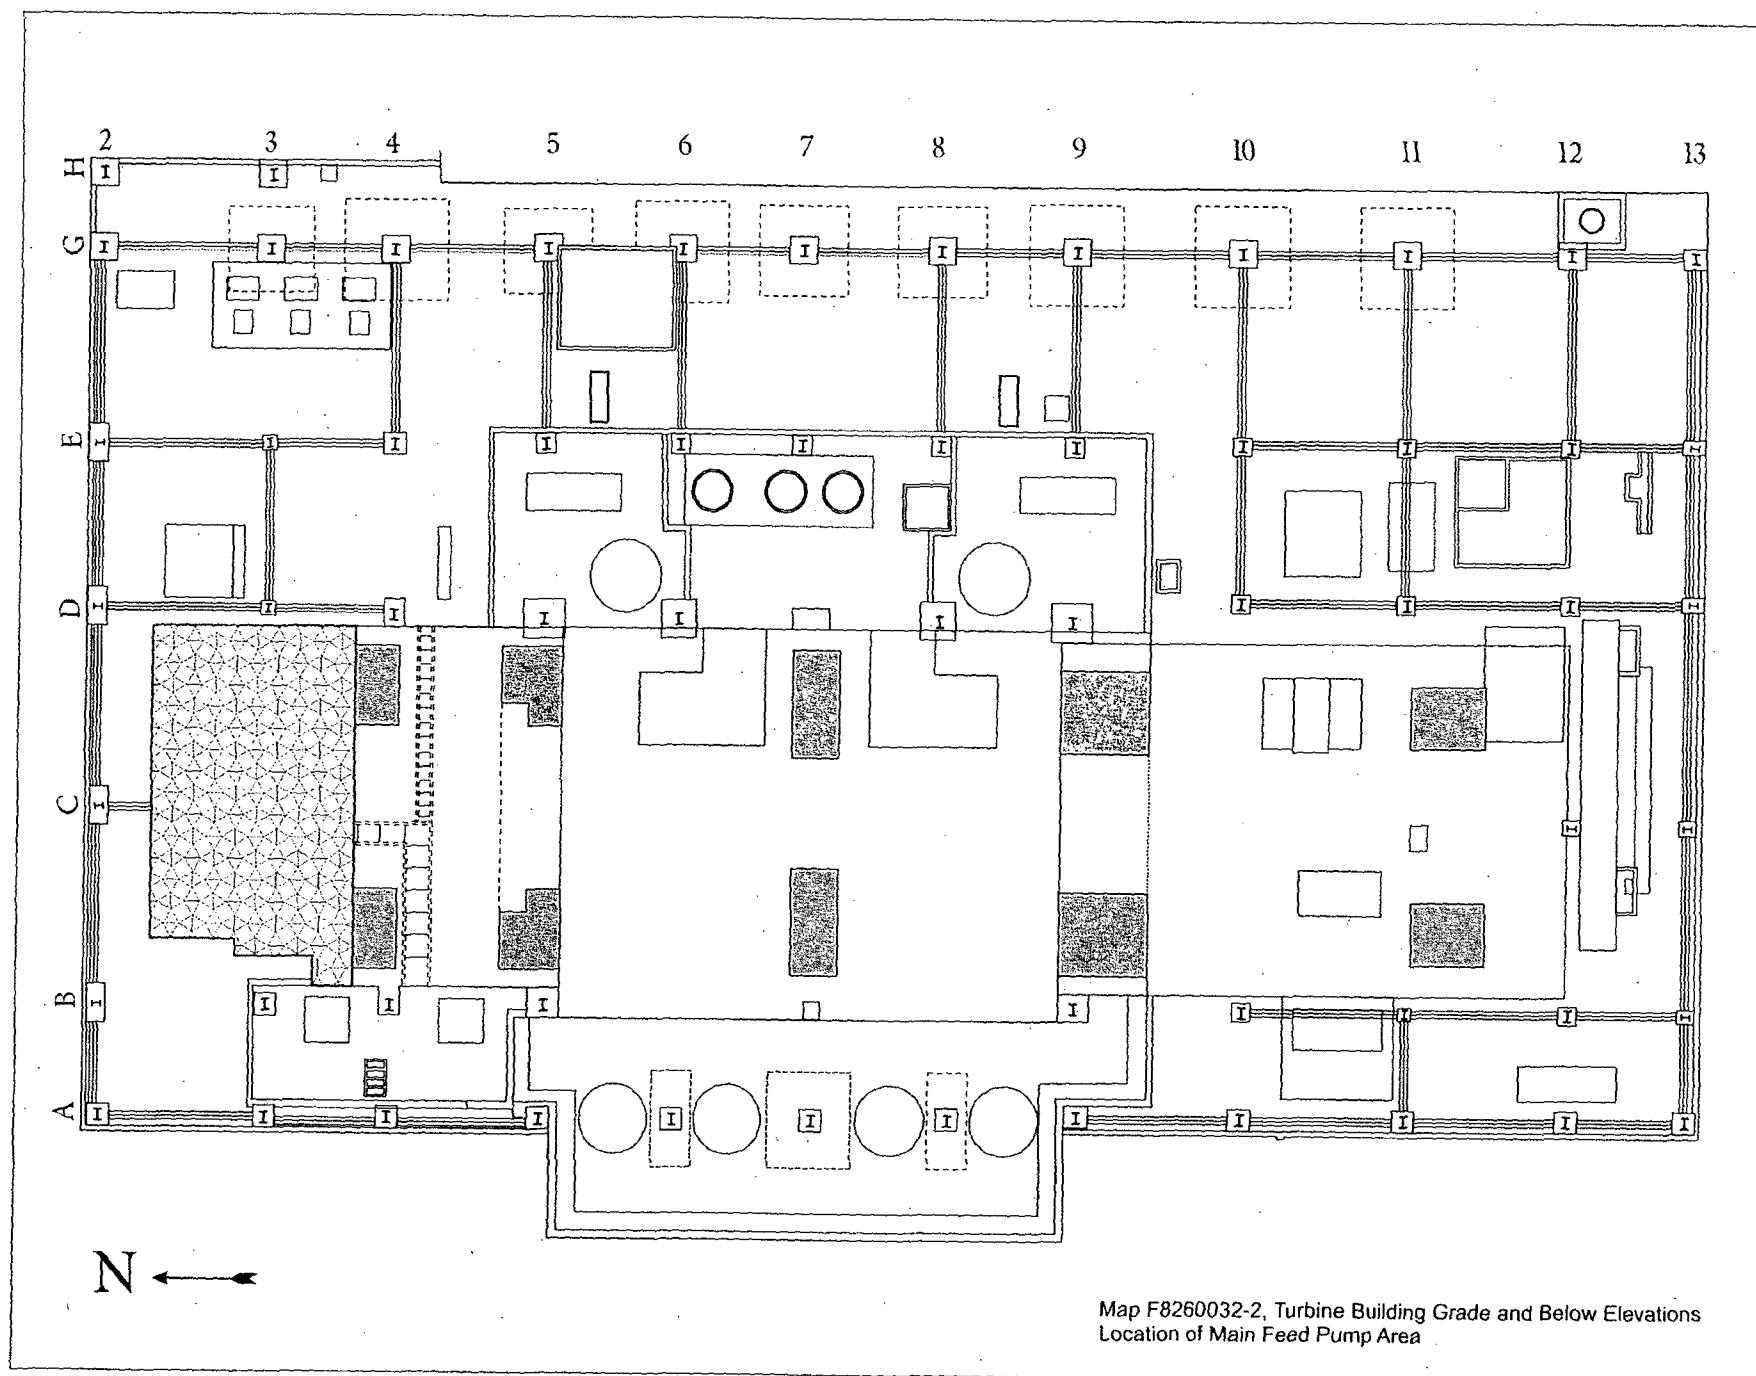 2 3 4 5 6 7 8 9 10 11 12 13
H
G
E
D
C
B
A
N
Map F8260032-2, Turbine Building Grade and Below Elevations
Location of Main Feed Pump Area